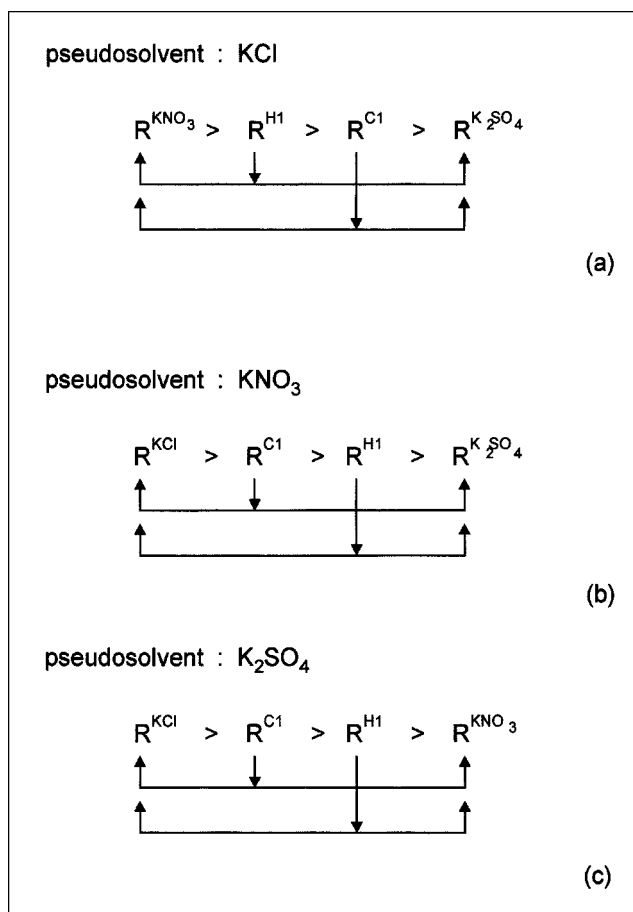 pseudosolvent : KCl
R^KNO₃ > R^H1 > R^C1 > R^K₂SO₄
(a)
pseudosolvent : KNO₃
R^KCl > R^C1 > R^H1 > R^K₂SO₄
(b)
pseudosolvent : K₂SO₄
R^KCl > R^C1 > R^H1 > R^KNO₃
(c)